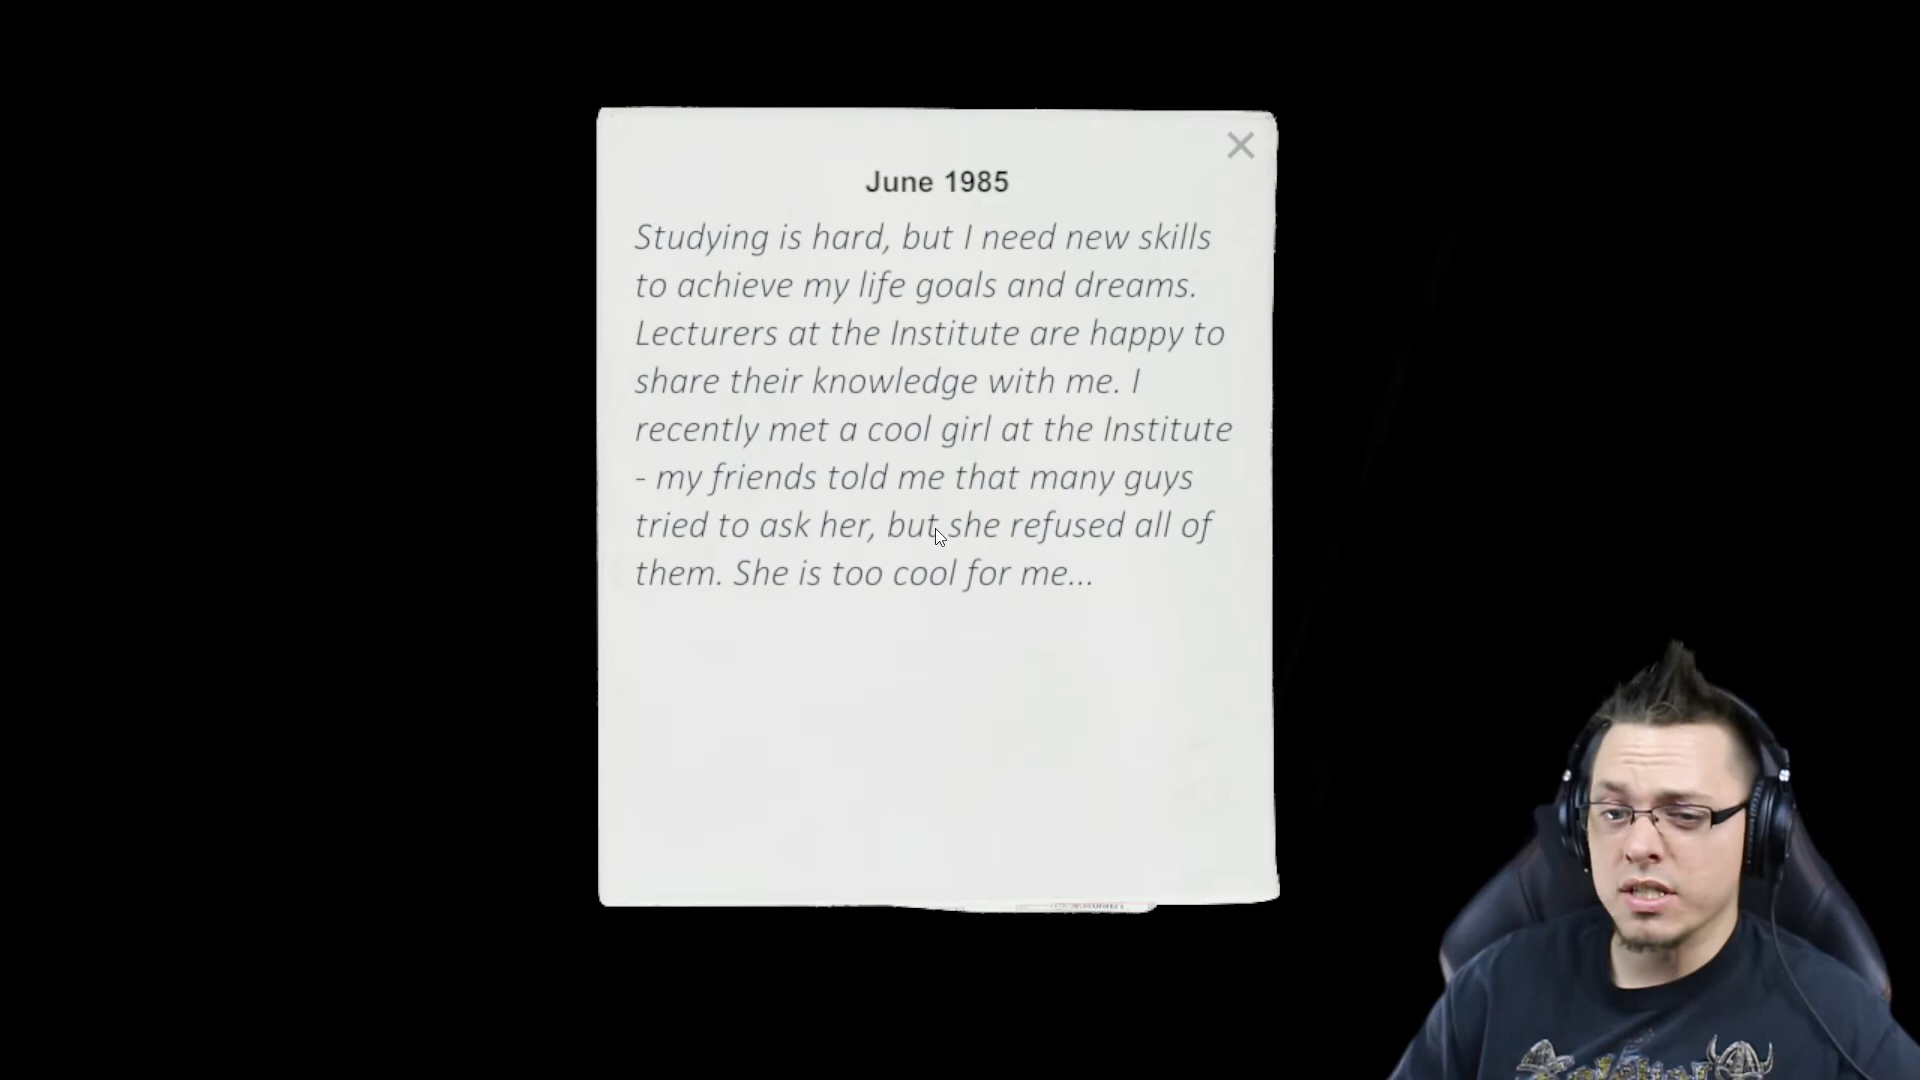 June 1985
Studying is hard, but I need new skills
to achieve my life goals and dreams.
Lecturers at the Institute are happy to
share their knowledge with me. I
recently met a cool girl at the Institute
- my friends told me that many guys
tried to ask her, but she refused all of
them. She is too cool for me...